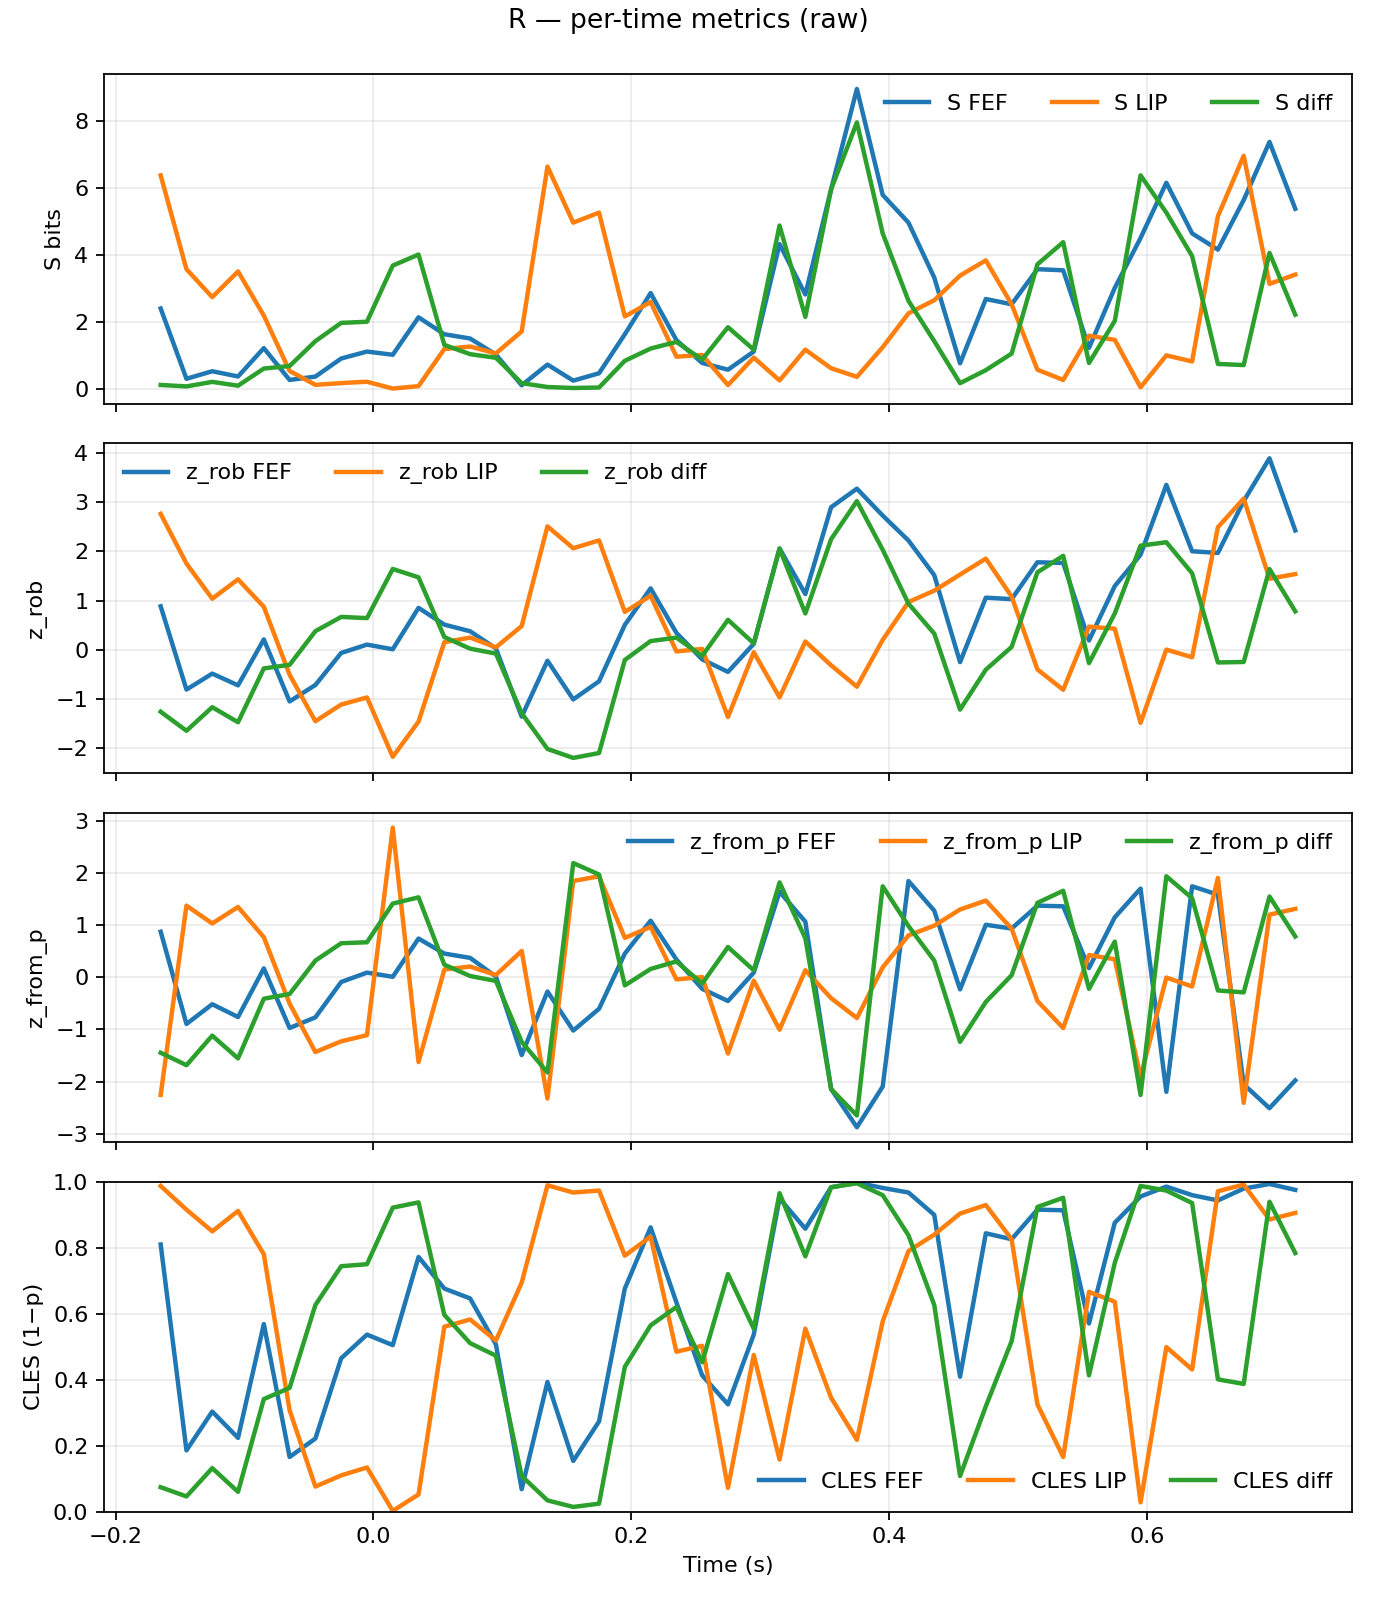 R — per-time metrics (raw)
S FEF S LIP S diff
S bits
8
6
4
2
0
z_rob FEF z_rob LIP z_rob diff
z_rob
4
3
2
1
0
−1
−2
z_from_p FEF z_from_p LIP z_from_p diff
z_from_p
3
2
1
0
−1
−2
−3
CLES (1−p)
1.0
0.8
0.6
0.4
0.2
0.0
CLES FEF CLES LIP CLES diff
−0.2 0.0 0.2 0.4 0.6
Time (s)